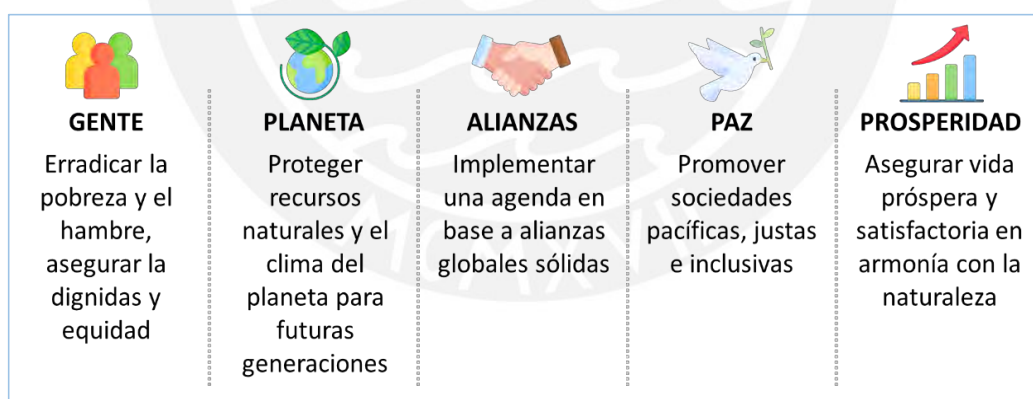 GENTE
Erradicar la
pobreza y el
hambre,
asegurar la
dignidas y
equidad
PLANETA
Proteger
recursos
naturales y el
clima del
planeta para
futuras
generaciones
ALIANZAS
Implementar
una agenda en
base a alianzas
globales sólidas
PAZ
Promover
sociedades
pacíficas, justas
e inclusivas
PROSPERIDAD
Asegurar vida
próspera y
satisfactoria en
armonía con la
naturaleza
MCMXVII